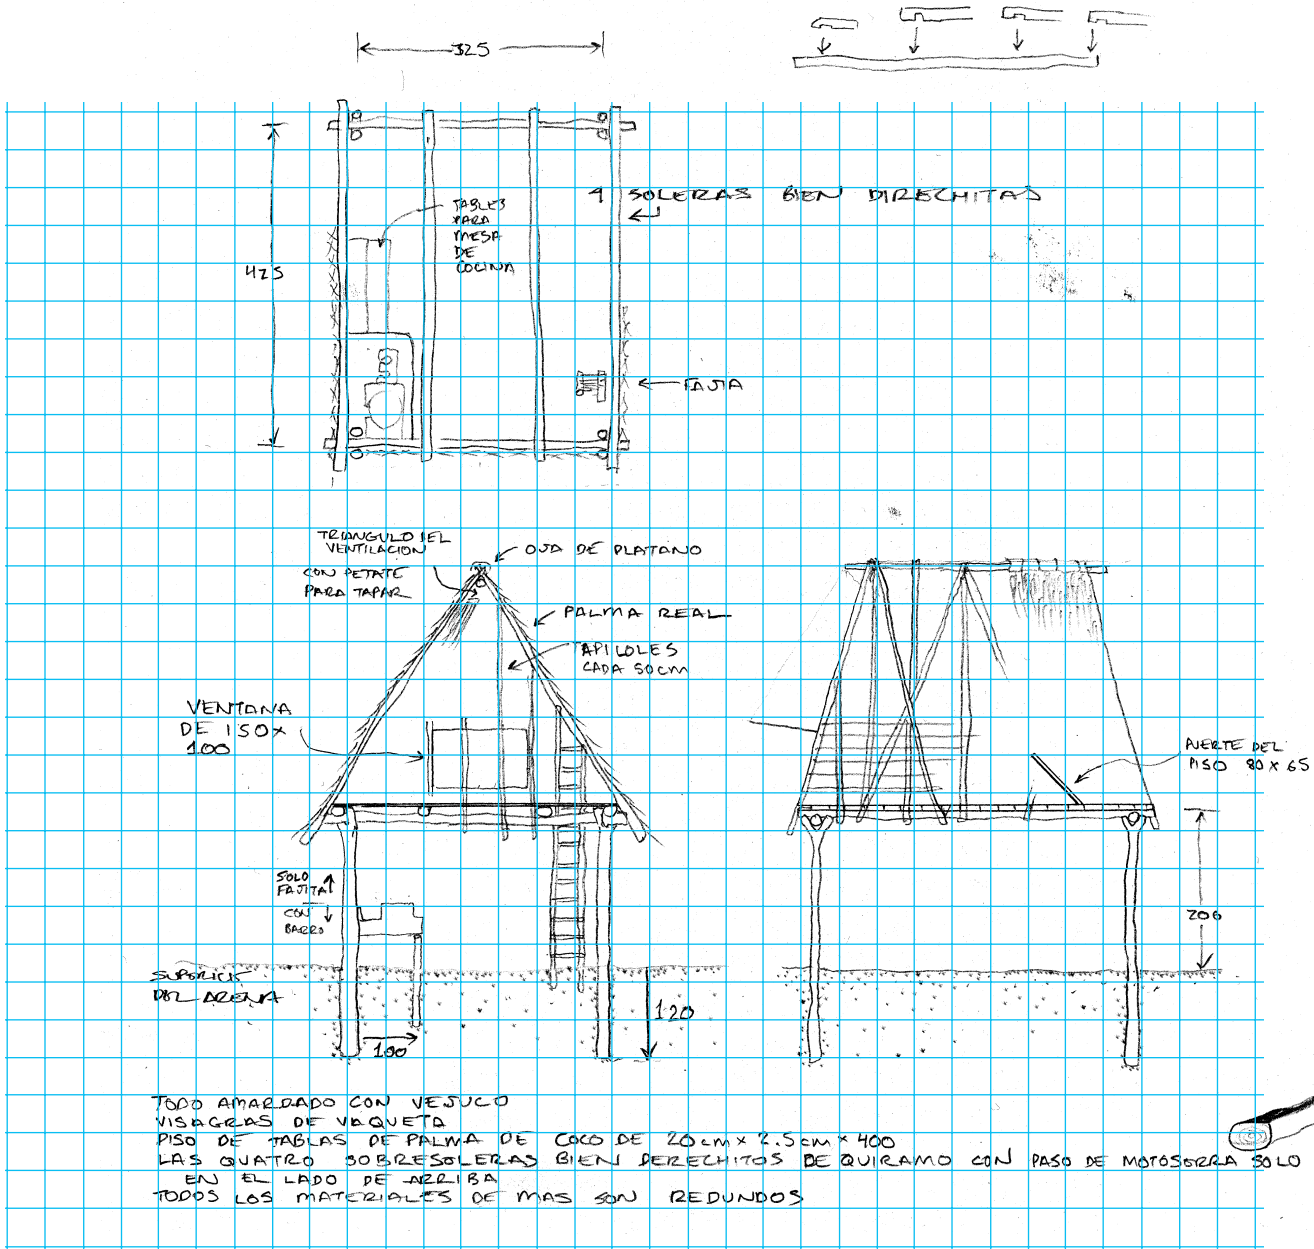 325
4 SOLERAS BIEN DIRECHITAS
TABLES
PARA
MESA
DE
COCINA
425
FAJTA
TRIANGULO DEL
VENTILACION
CON PETATE
PARA TAPAR
OJA DE PLATANO
PALMA REAL
APILOLES
CADA 50cm
VENTANA
DE 150x
100
PUERTE DEL
PISO 80 x 65
SOLO
FAJITA
CON
BARRO
206
SUPERICIE
DEL ARENA
120
100
TODO AMARRADO CON VEJUCO
VISAGRAS DE VAQUETA
PISO DE TABLAS DE PALMA DE COCO DE 20cm x 2.5cm x 400
LAS QUATRO SOBRESOLERAS BIEN DERECHITOS DE QUIRAMO CON PASO DE MOTOSERRA SOLO
EN EL LADO DE ARRIBA
TODOS LOS MATERIALES DE MAS SON REDUNDOS